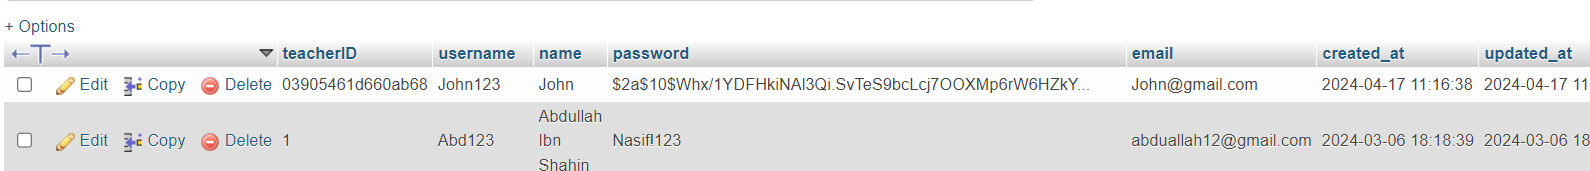 + Options
teacherID username name password email created_at updated_at
Edit Copy Delete 03905461d660ab68 John123 John $2a$10$Whx/1YDFHkiNAl3Qi.SvTeS9bcLcj7OOXMp6rW6HZkY... John@gmail.com 2024-04-17 11:16:38 2024-04-17 11
Edit Copy Delete 1 Abd123 Abdullah Ibn Shahin Nasif!123 abduallah12@gmail.com 2024-03-06 18:18:39 2024-03-06 18